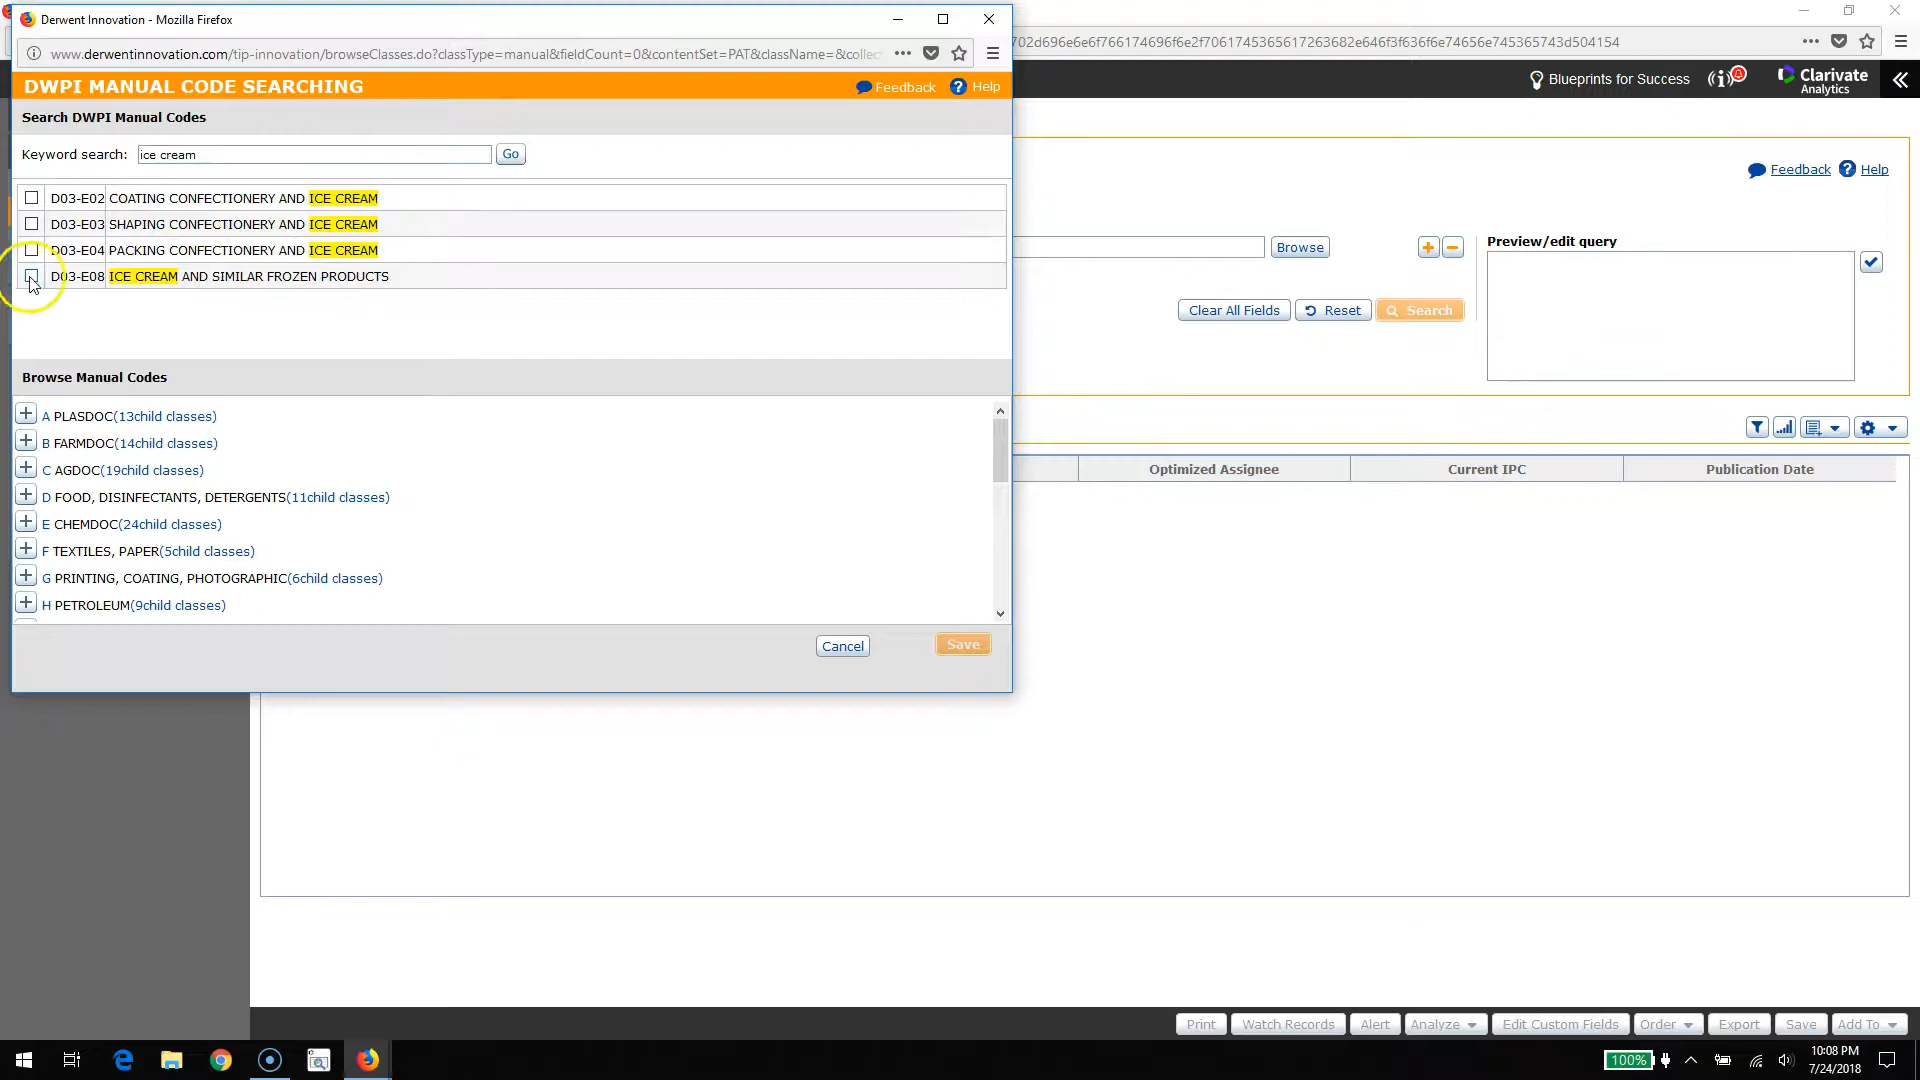 Derwent Innovation - Mozilla Firefox
www.derwentinnovation.com/tip-innovation/browseClasses.do?classType=manual&fieldCount=0&contentSet=PAT&className=&collec
702d696e6e6f766174696f6e2f7061745365617263682e646f3f636f6e74656e745365743d504154
DWPI MANUAL CODE SEARCHING
Feedback
Help
Blueprints for Success
Clarivate
Analytics
Search DWPI Manual Codes
Keyword search: ice cream Go
D03-E02 COATING CONFECTIONERY AND ICE CREAM
D03-E03 SHAPING CONFECTIONERY AND ICE CREAM
D03-E04 PACKING CONFECTIONERY AND ICE CREAM
D03-E08 ICE CREAM AND SIMILAR FROZEN PRODUCTS
Feedback
Help
Browse
Preview/edit query
Clear All Fields
Reset
Search
Browse Manual Codes
A PLASDOC(13child classes)
B FARMDOC(14child classes)
C AGDOC(19child classes)
D FOOD, DISINFECTANTS, DETERGENTS(11child classes)
E CHEMDOC(24child classes)
F TEXTILES, PAPER(5child classes)
G PRINTING, COATING, PHOTOGRAPHIC(6child classes)
H PETROLEUM(9child classes)
Cancel
Save
Optimized Assignee
Current IPC
Publication Date
Print
Watch Records
Alert
Analyze
Edit Custom Fields
Order
Export
Save
Add To
100%
10:08 PM
7/24/2018